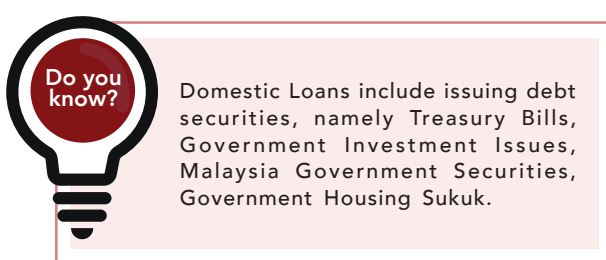 Do you
know?
Domestic Loans include issuing debt
securities, namely Treasury Bills,
Government Investment Issues,
Malaysia Government Securities,
Government Housing Sukuk.